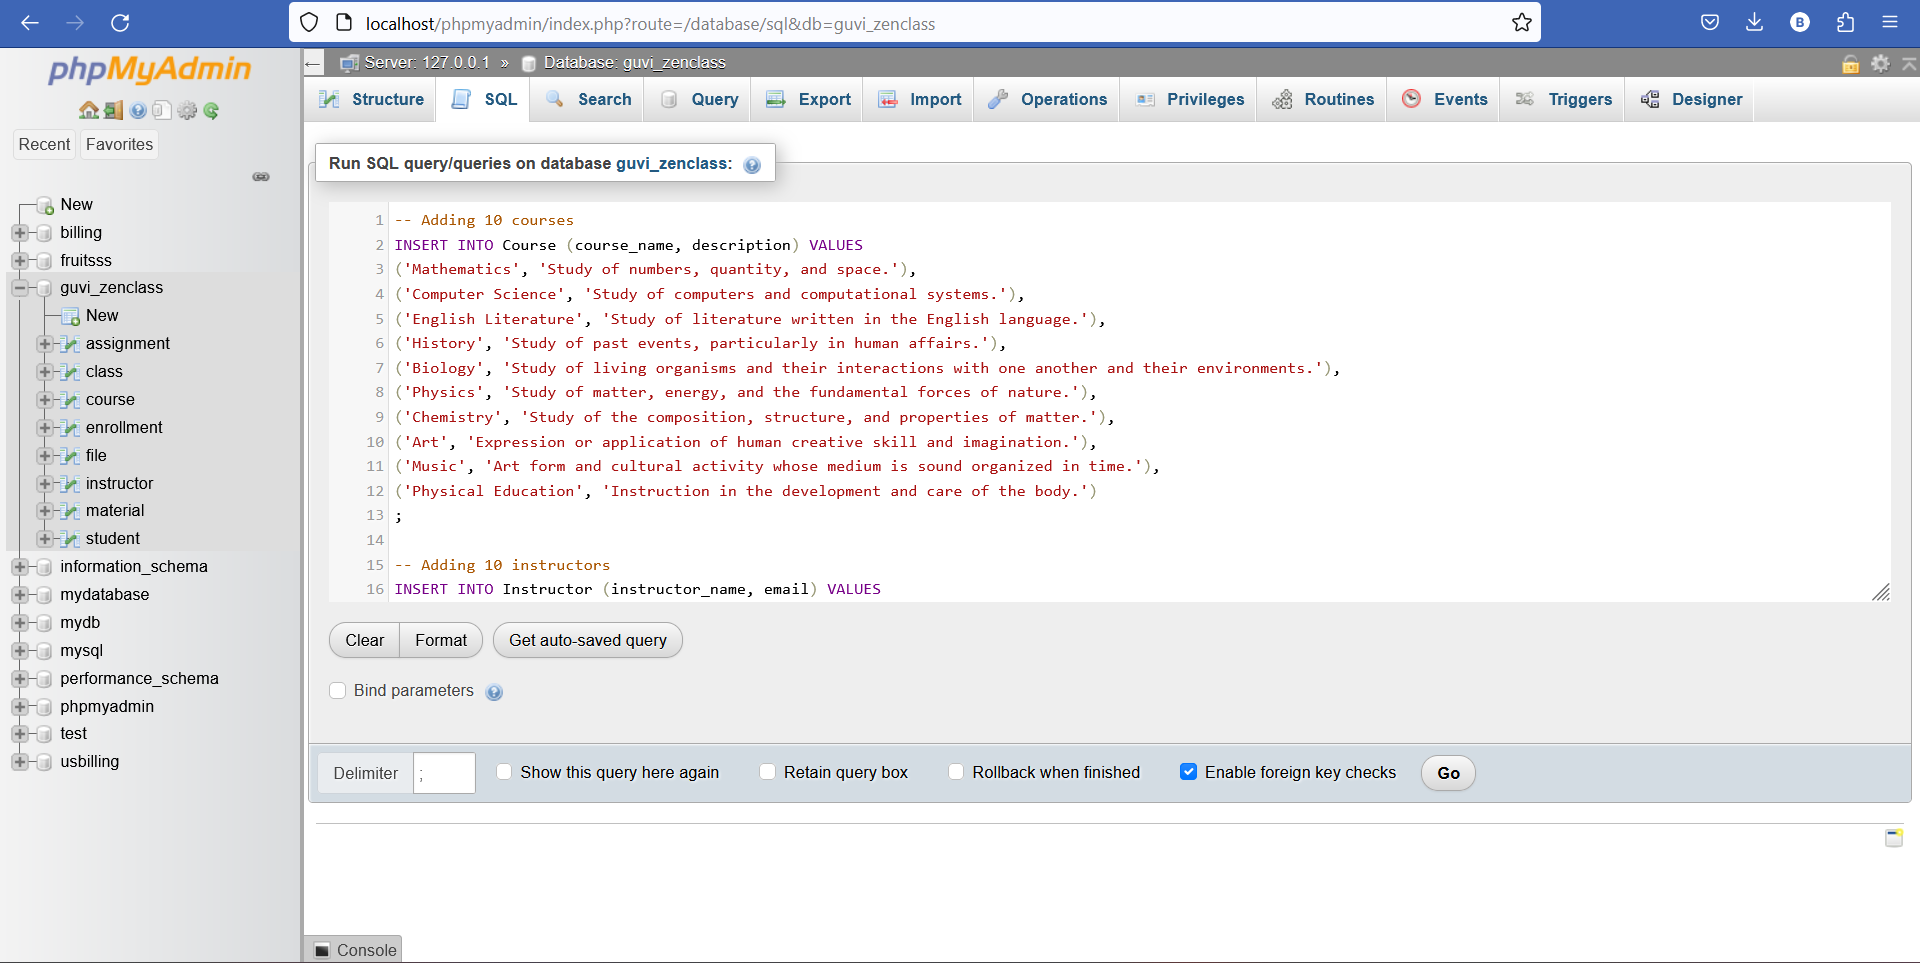 localhost/phpmyadmin/index.php?route=/database/sql&db=guvi_zenclass
B
phpMyAdmin
Recent
Favorites
New
billing
fruitsss
guvi_zenclass
New
assignment
class
course
enrollment
file
instructor
material
student
information_schema
mydatabase
mydb
mysql
performance_schema
phpmyadmin
test
usbilling
Server: 127.0.0.1 » Database: guvi_zenclass
Structure SQL Search Query Export Import Operations Privileges Routines Events Triggers Designer
Run SQL query/queries on database guvi_zenclass:
1 -- Adding 10 courses
2 INSERT INTO Course (course_name, description) VALUES
3 ('Mathematics', 'Study of numbers, quantity, and space.'),
4 ('Computer Science', 'Study of computers and computational systems.'),
5 ('English Literature', 'Study of literature written in the English language.'),
6 ('History', 'Study of past events, particularly in human affairs.'),
7 ('Biology', 'Study of living organisms and their interactions with one another and their environments.'),
8 ('Physics', 'Study of matter, energy, and the fundamental forces of nature.'),
9 ('Chemistry', 'Study of the composition, structure, and properties of matter.'),
10 ('Art', 'Expression or application of human creative skill and imagination.'),
11 ('Music', 'Art form and cultural activity whose medium is sound organized in time.'),
12 ('Physical Education', 'Instruction in the development and care of the body.')
13 ;
14
15 -- Adding 10 instructors
16 INSERT INTO Instructor (instructor_name, email) VALUES
Clear Format Get auto-saved query
Bind parameters
Delimiter ; Show this query here again Retain query box Rollback when finished Enable foreign key checks Go
Console